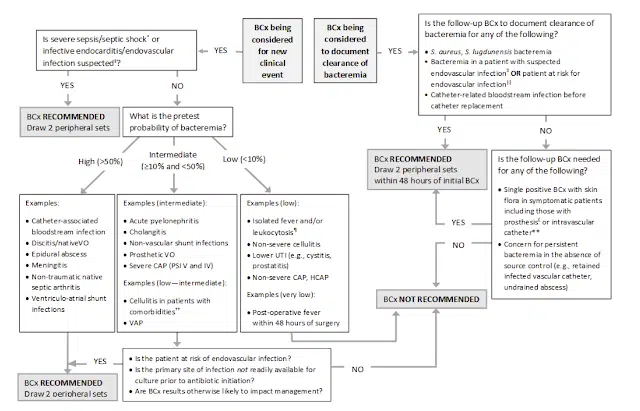 Is severe sepsis/septic shock* or
infective endocarditis/endovascular
infection suspected†?
YES
BCx being
considered
for new
clinical
event
BCx being
considered
to document
clearance of
bacteremia
YES
Is the follow-up BCx to document clearance of
bacteremia for any of the following?
• S. aureus, S. lugdunensis bacteremia
• Bacteremia in a patient with suspected
endovascular infection† OR patient at risk for
endovascular infection||
• Catheter-related bloodstream infection before
catheter replacement
YES
NO
BCx RECOMMENDED
Draw 2 peripheral sets
What is the pretest
probability of bacteremia?
High (>50%)
Intermediate
(≥10% and <50%)
Low (<10%)
YES
NO
BCx RECOMMENDED
Draw 2 peripheral sets
within 48 hours of initial BCx
Is the follow-up BCx needed
for any of the following?
• Single positive BCx with skin
flora in symptomatic patients
including those with
prosthesis or intravascular
catheter**
• Concern for persistent
bacteremia in the absence of
source control (e.g., retained
infected vascular catheter,
undrained abscess)
YES
NO
Examples:
• Catheter-associated
bloodstream infection
• Discitis/nativeVO
• Epidural abscess
• Meningitis
• Non-traumatic native
septic arthritis
• Ventriculo-atrial shunt
infections
Examples (intermediate):
• Acute pyelonephritis
• Cholangitis
• Non-vascular shunt infections
• Prosthetic VO
• Severe CAP (PSI V and IV)
Examples (low—intermediate):
• Cellulitis in patients with
comorbidities††
• VAP
Examples (low):
• Isolated fever and/or
leukocytosis¶
• Non-severe cellulitis
• Lower UTI (e.g., cystitis,
prostatitis)
• Non-severe CAP, HCAP
Examples (very low):
• Post-operative fever
within 48 hours of surgery
BCx NOT RECOMMENDED
YES
• Is the patient at risk of endovascular infection?
• Is the primary site of infection not readily available for
culture prior to antibiotic initiation?
• Are BCx results otherwise likely to impact management?
NO
BCx RECOMMENDED
Draw 2 peripheral sets